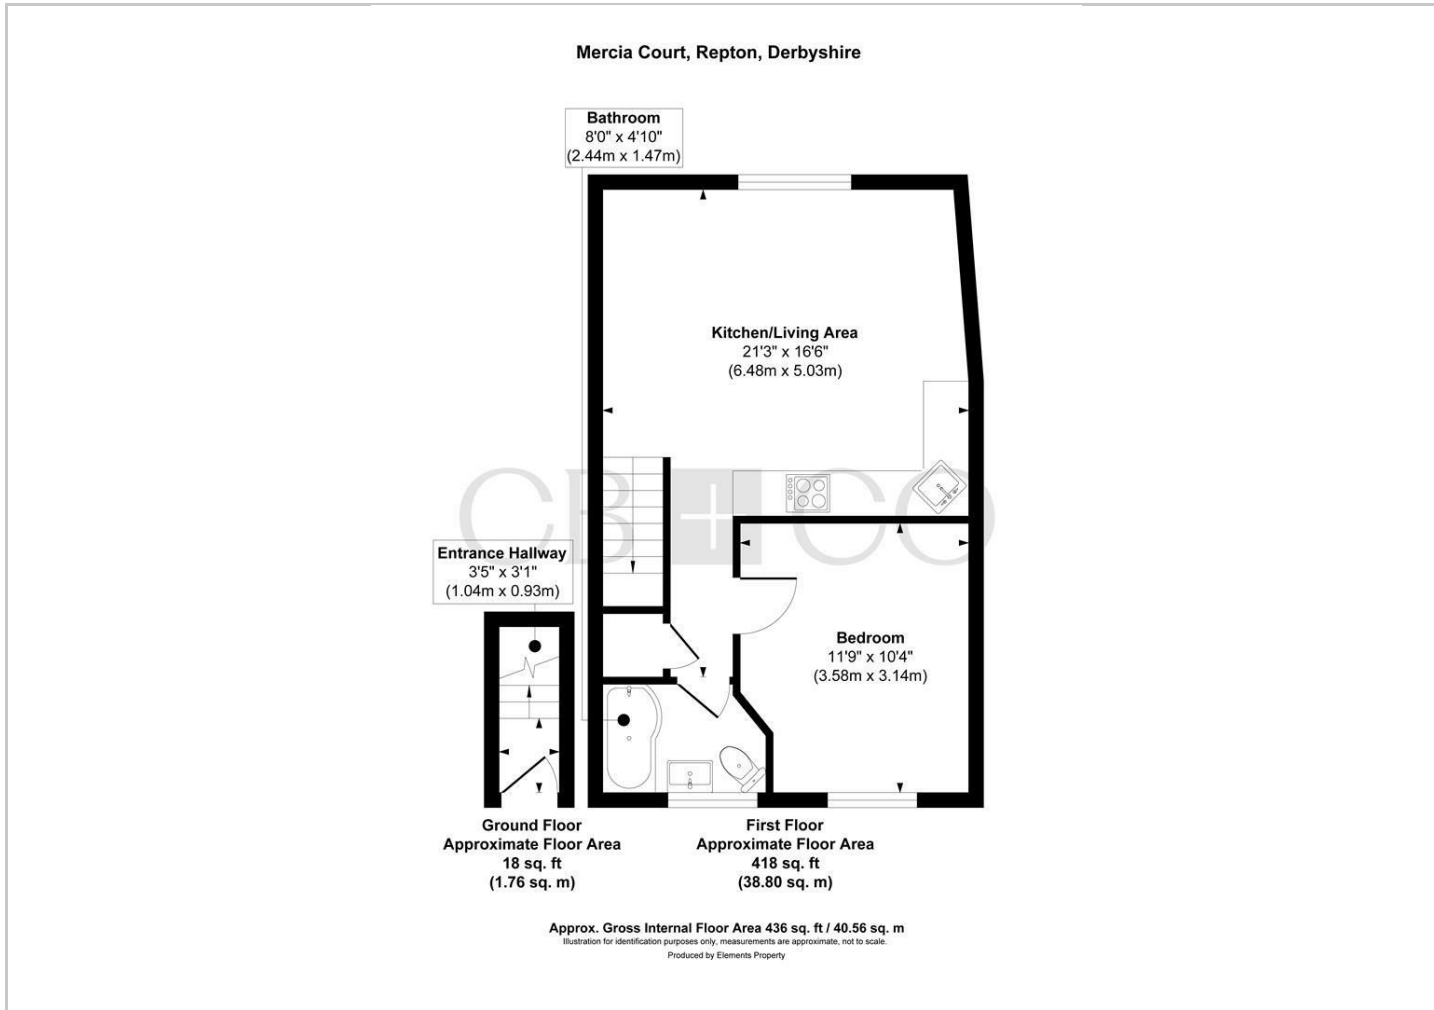 Mercia Court, Repton, Derbyshire
Bathroom
8'0" x 4'10"
(2.44m x 1.47m)
Kitchen/Living Area
21'3" x 16'6"
(6.48m x 5.03m)
CB+CO
Entrance Hallway
3'5" x 3'1"
(1.04m x 0.93m)
Bedroom
11'9" x 10'4"
(3.58m x 3.14m)
Ground Floor
Approximate Floor Area
18 sq. ft
(1.76 sq. m)
First Floor
Approximate Floor Area
418 sq. ft
(38.80 sq. m)
Approx. Gross Internal Floor Area 436 sq. ft / 40.56 sq. m
Illustration for identification purposes only, measurements are approximate, not to scale.
Produced by Elements Property